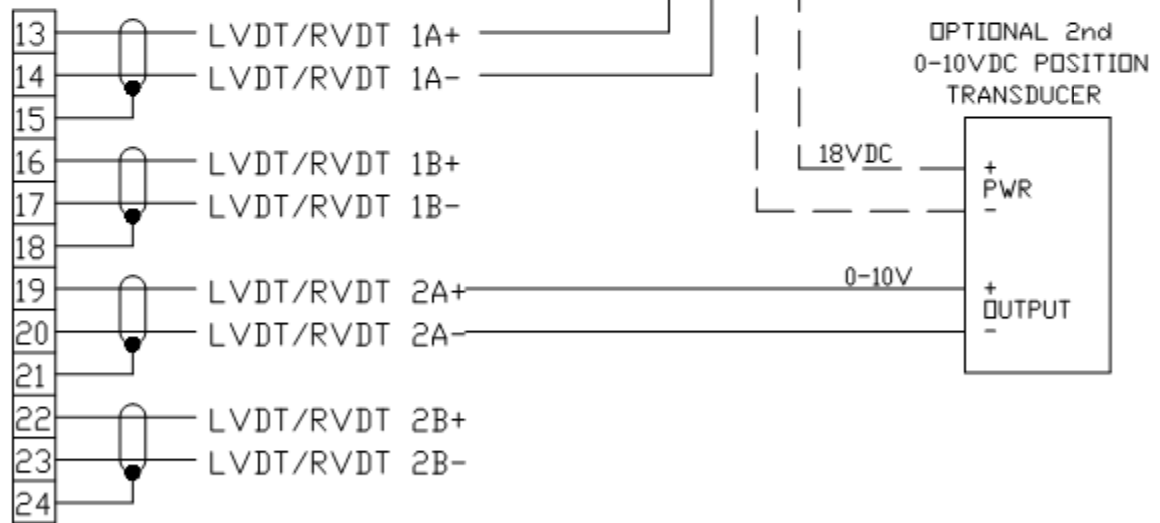 13 LVDT/RVDT 1A+
14 LVDT/RVDT 1A-
15
16 LVDT/RVDT 1B+
17 LVDT/RVDT 1B-
18
19 LVDT/RVDT 2A+
20 LVDT/RVDT 2A-
21
22 LVDT/RVDT 2B+
23 LVDT/RVDT 2B-
24
OPTIONAL 2nd
0-10VDC POSITION
TRANSDUCER
18VDC
+
PWR
-
0-10V
+
OUTPUT
-